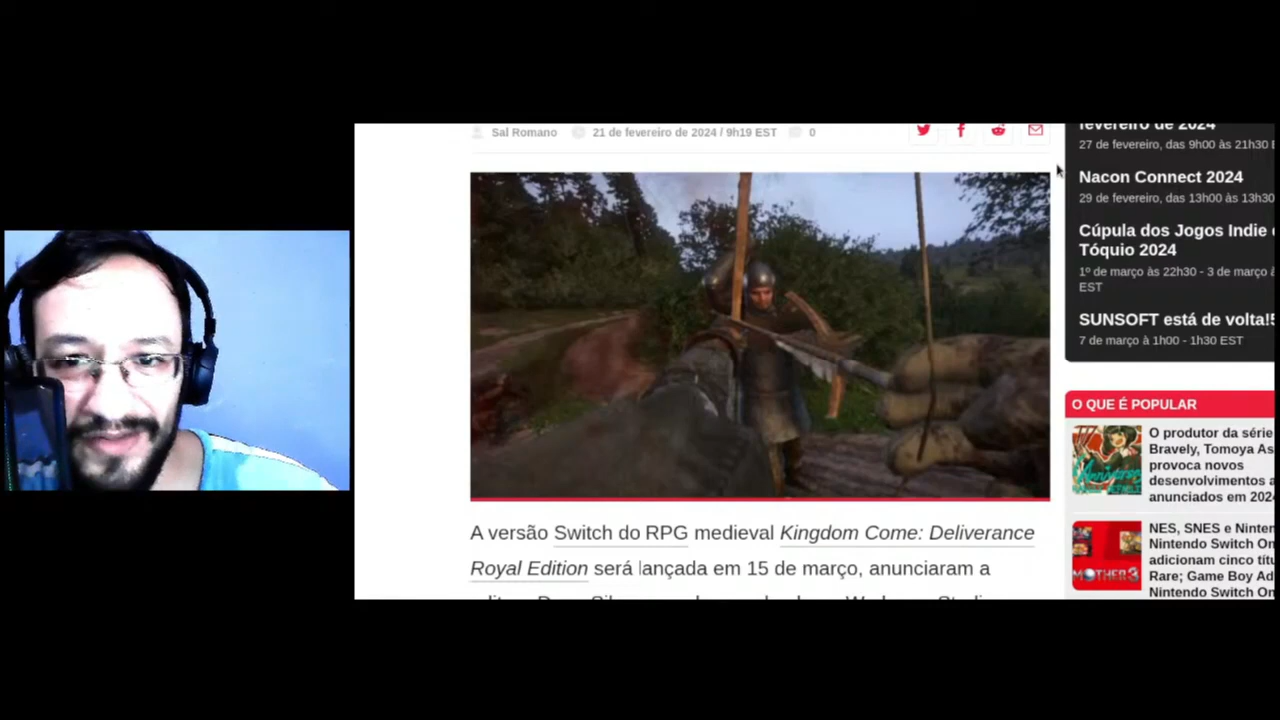 Sal Romano 21 de fevereiro de 2024 / 9h19 EST 0
A versão Switch do RPG medieval Kingdom Come: Deliverance
Royal Edition será lançada em 15 de março, anunciaram a
fevereiro de 2024
27 de fevereiro, das 9h00 às 21h30 E
Nacon Connect 2024
29 de fevereiro, das 13h00 às 13h30
Cúpula dos Jogos Indie
Tóquio 2024
1º de março às 22h30 - 3 de março à
EST
SUNSOFT está de volta!5
7 de março à 1h00 - 1h30 EST
O QUE É POPULAR
O produtor da série
Bravely, Tomoya As
provoca novos
desenvolvimentos a
anunciados em 202
MOTHER3
NES, SNES e Ninten
Nintendo Switch On
adicionam cinco títu
Rare; Game Boy Ad
Nintendo Switch On